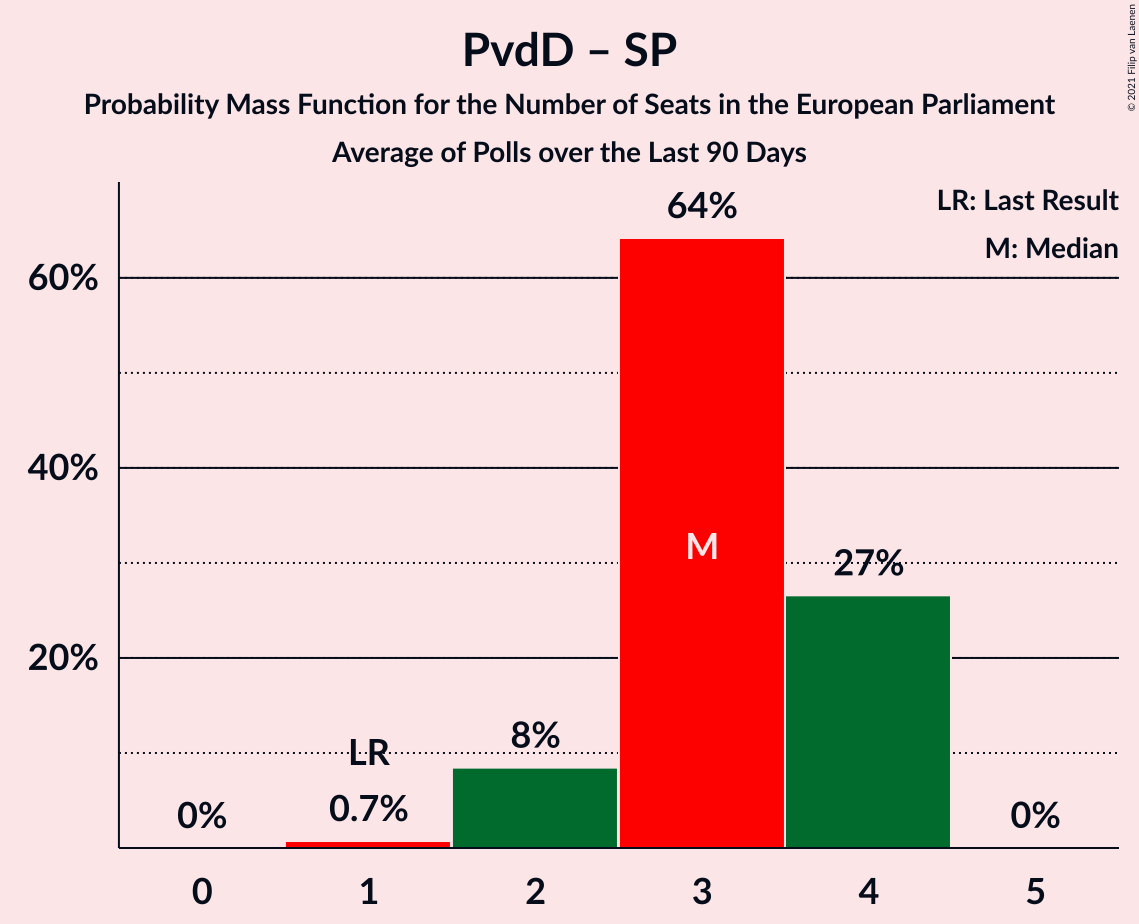 PvdD – SP
Probability Mass Function for the Number of Seats in the European Parliament
Average of Polls over the Last 90 Days
© 2021 Filip van Laenen
LR: Last Result
M: Median
64%
60%
40%
M
27%
20%
8%
LR
0%
0.7%
0%
0 1 2 3 4 5